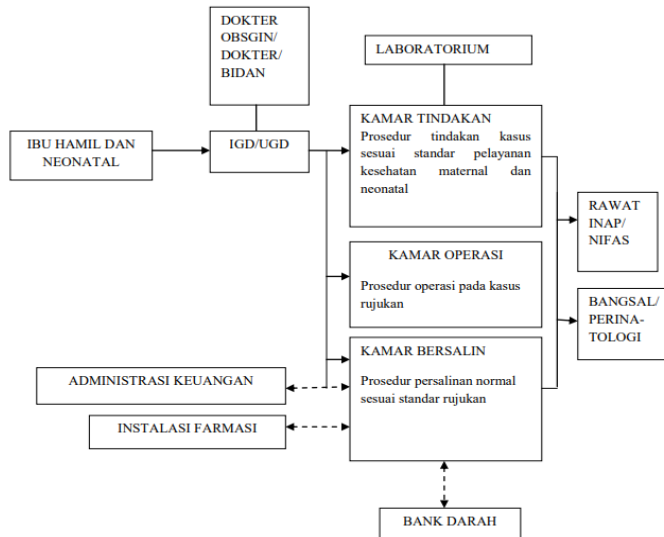 DOKTER
OBSGIN/
DOKTER/
BIDAN
LABORATORIUM
IBU HAMIL DAN
NEONATAL
IGD/UGD
KAMAR TINDAKAN
Prosedur tindakan kasus
sesuai standar pelayanan
kesehatan maternal dan
neonatal
RAWAT
INAP/
NIFAS
KAMAR OPERASI
Prosedur operasi pada kasus
rujukan
BANGSAL/
PERINA-
TOLOGI
KAMAR BERSALIN
Prosedur persalinan normal
sesuai standar rujukan
ADMINISTRASI KEUANGAN
INSTALASI FARMASI
BANK DARAH